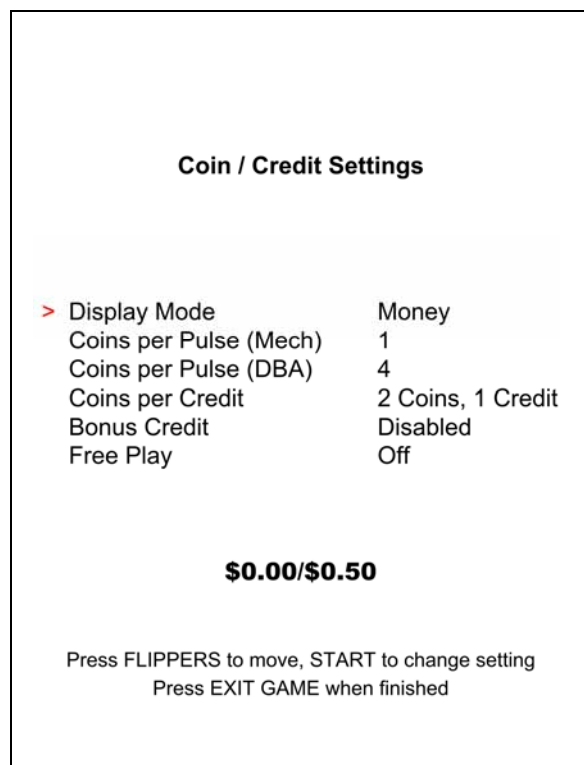 Coin / Credit Settings
> Display Mode Money
Coins per Pulse (Mech) 1
Coins per Pulse (DBA) 4
Coins per Credit 2 Coins, 1 Credit
Bonus Credit Disabled
Free Play Off
$0.00/$0.50
Press FLIPPERS to move, START to change setting
Press EXIT GAME when finished